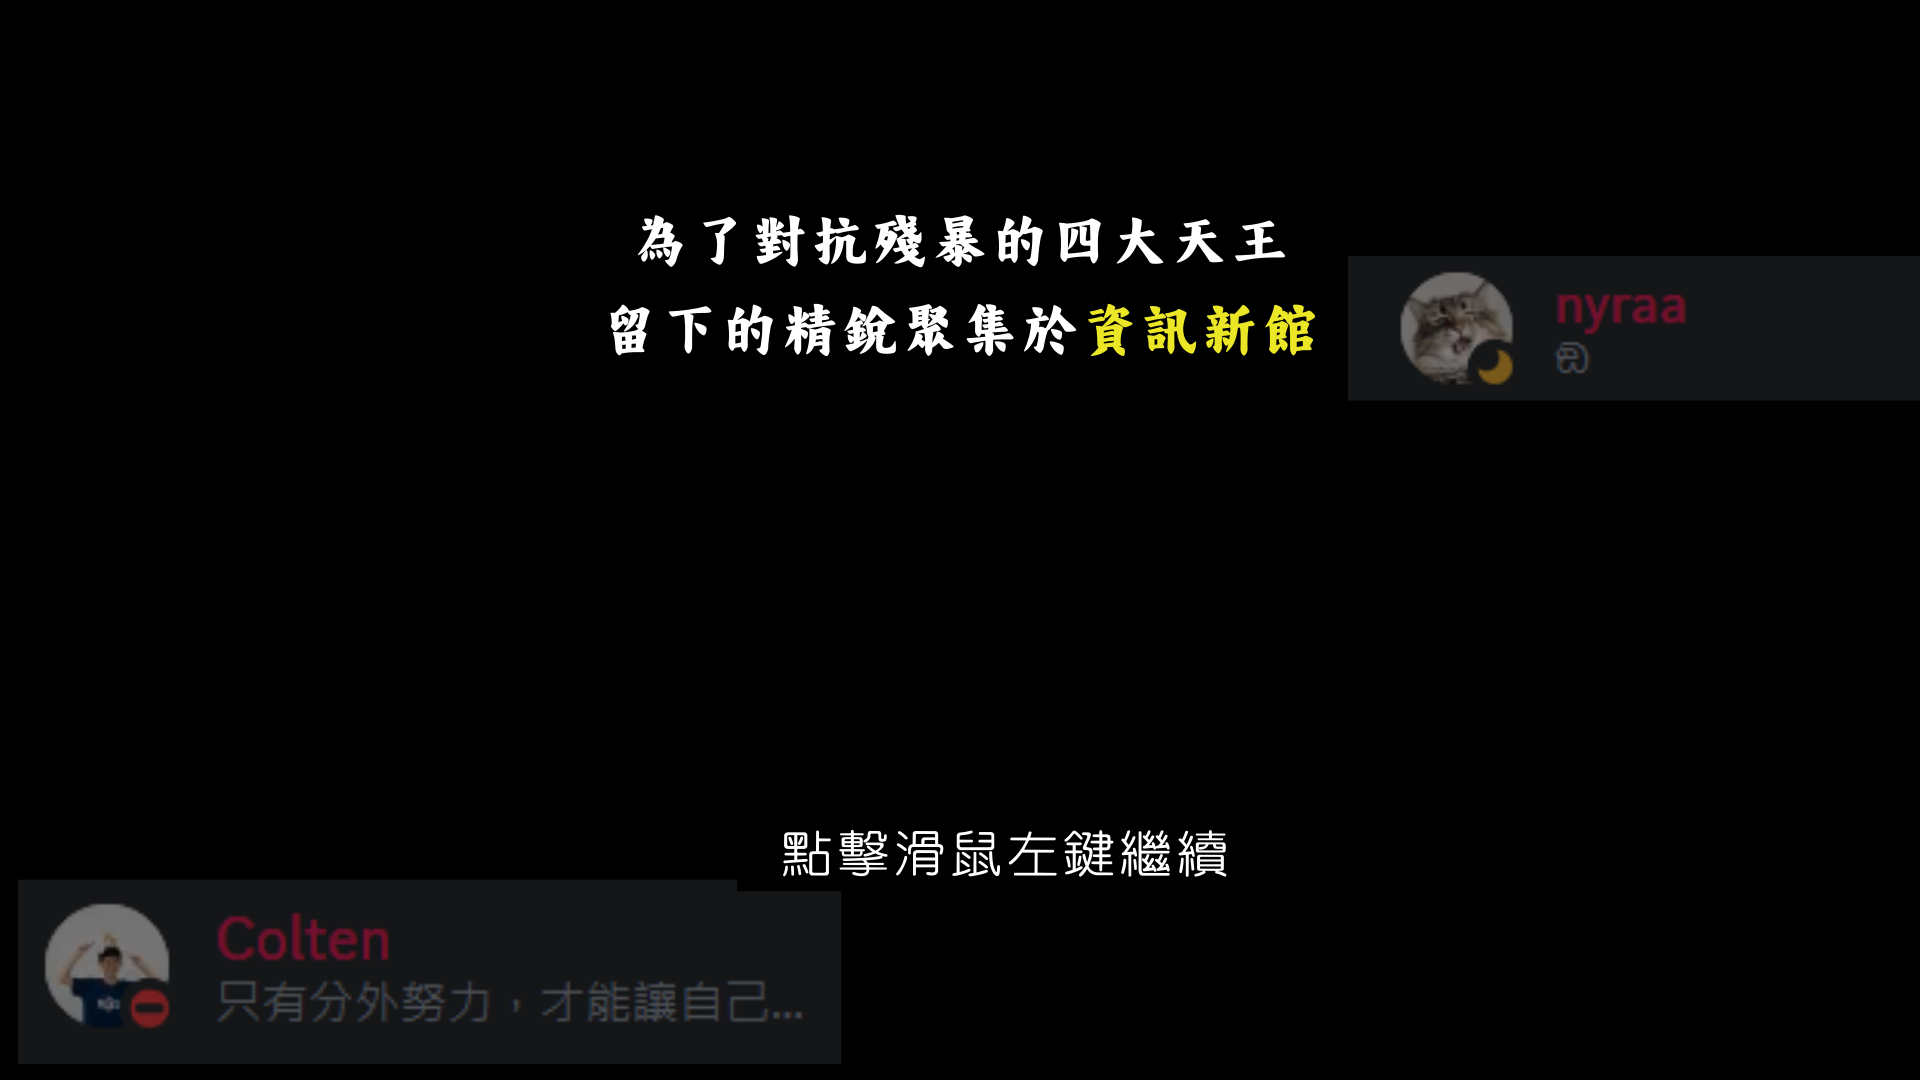 為了對抗殘暴的四大天王
留下的精銳聚集於資訊新館
nyraa
點擊滑鼠左鍵繼續
Colten
只有分外努力，才能讓自己...